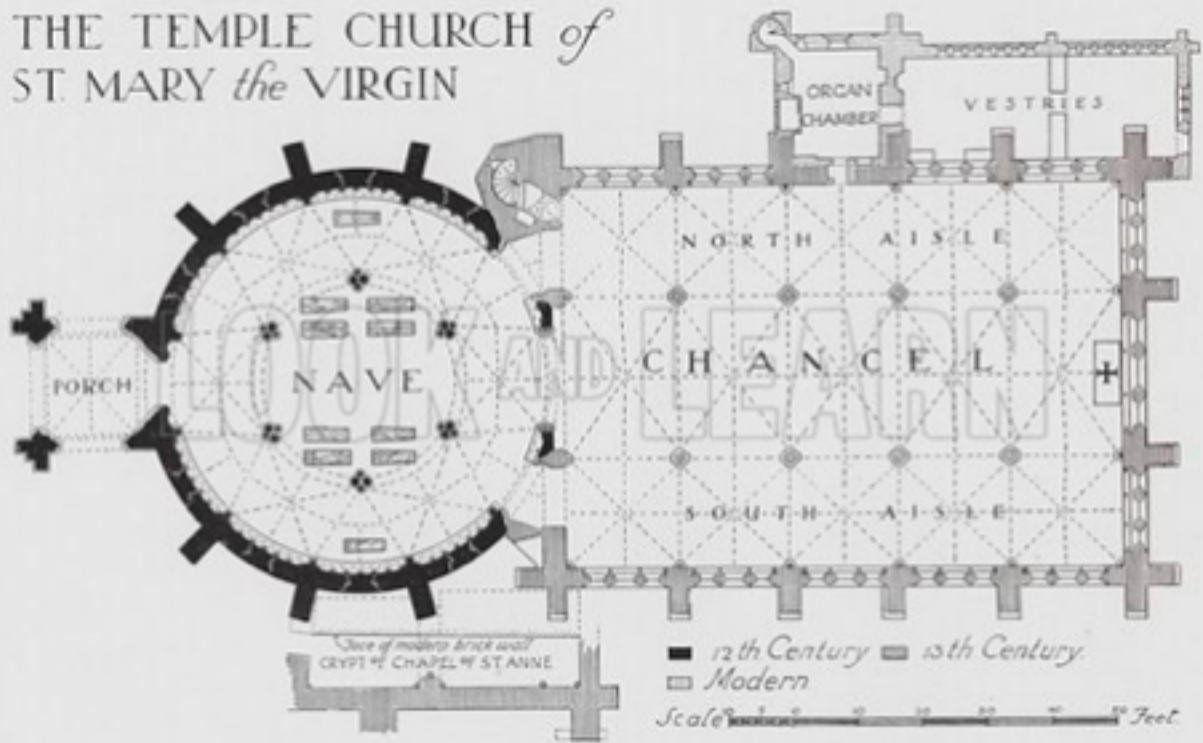 THE TEMPLE CHURCH of
ST. MARY the VIRGIN
ORGAN
CHAMBER
VESTRIES
NORTH AISLE
PORCH
NAVE
CHANCEL
LOOK AND LEARN
SOUTH AISLE
Face of modern brick wall
CRYPT of CHAPEL of ST ANNE
12th Century 13th Century.
Modern
Scale Feet.